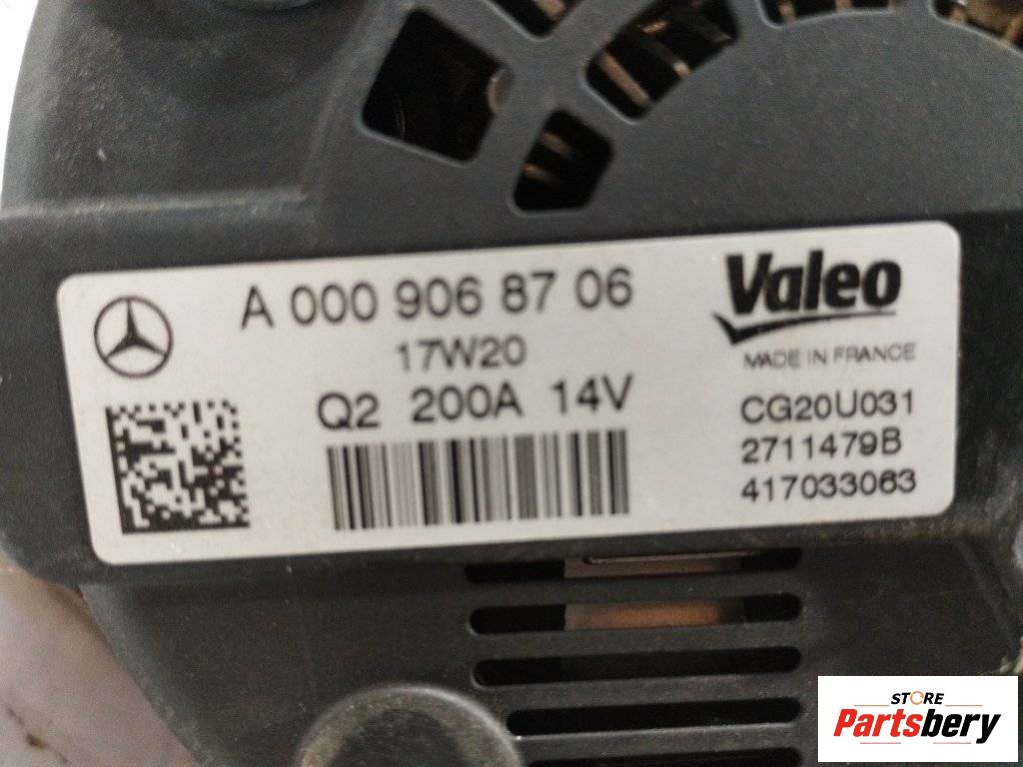 A 000 906 87 06
17W20
Q2 200A 14V
Valeo
MADE IN FRANCE
CG20U031
2711479B
417033063
STORE
Partsbery